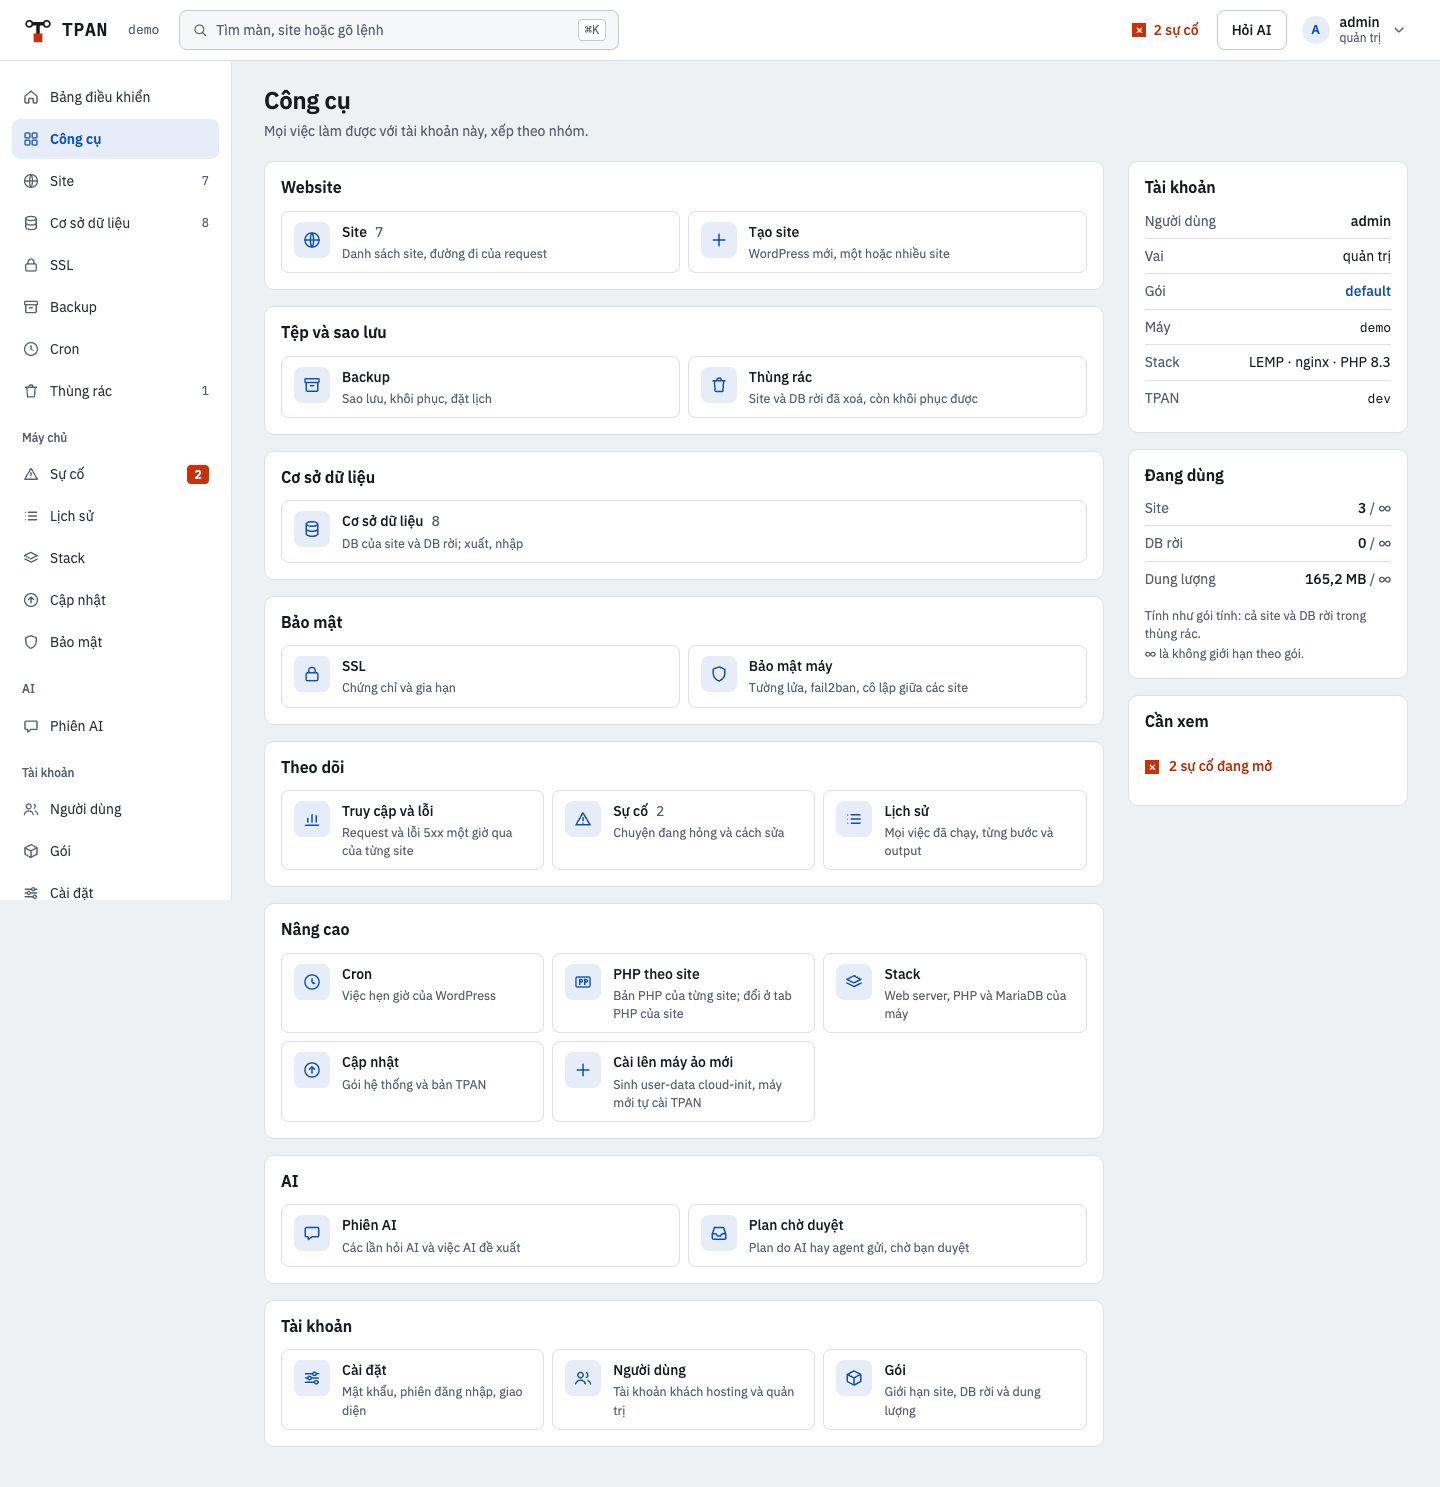 TPAN
demo
Tìm màn, site hoặc gõ lệnh
⌘K
2 sự cố
Hỏi AI
A
admin
quản trị
Bảng điều khiển
Công cụ
Site 7
Cơ sở dữ liệu 8
SSL
Backup
Cron
Thùng rác 1
Máy chủ
Sự cố 2
Lịch sử
Stack
Cập nhật
Bảo mật
AI
Phiên AI
Tài khoản
Người dùng
Gói
Cài đặt
Công cụ
Mọi việc làm được với tài khoản này, xếp theo nhóm.
Website
Site 7
Danh sách site, đường đi của request
Tạo site
WordPress mới, một hoặc nhiều site
Tệp và sao lưu
Backup
Sao lưu, khôi phục, đặt lịch
Thùng rác
Site và DB rời đã xoá, còn khôi phục được
Cơ sở dữ liệu
Cơ sở dữ liệu 8
DB của site và DB rời; xuất, nhập
Bảo mật
SSL
Chứng chỉ và gia hạn
Bảo mật máy
Tường lửa, fail2ban, cô lập giữa các site
Theo dõi
Truy cập và lỗi
Request và lỗi 5xx một giờ qua
của từng site
Sự cố 2
Chuyện đang hỏng và cách sửa
Lịch sử
Mọi việc đã chạy, từng bước và
output
Nâng cao
Cron
Việc hẹn giờ của WordPress
PHP theo site
Bản PHP của từng site; đổi ở tab
PHP của site
Stack
Web server, PHP và MariaDB của
máy
Cập nhật
Gói hệ thống và bản TPAN
Cài lên máy ảo mới
Sinh user-data cloud-init, máy
mới tự cài TPAN
AI
Phiên AI
Các lần hỏi AI và việc AI đề xuất
Plan chờ duyệt
Plan do AI hay agent gửi, chờ bạn duyệt
Tài khoản
Cài đặt
Mật khẩu, phiên đăng nhập, giao
diện
Người dùng
Tài khoản khách hosting và quản
trị
Gói
Giới hạn site, DB rời và dung
lượng
Tài khoản
Người dùng admin
Vai quản trị
Gói default
Máy demo
Stack LEMP · nginx · PHP 8.3
TPAN dev
Đang dùng
Site 3 / ∞
DB rời 0 / ∞
Dung lượng 165,2 MB / ∞
Tính như gói tính: cả site và DB rời trong
thùng rác.
∞ là không giới hạn theo gói.
Cần xem
2 sự cố đang mở